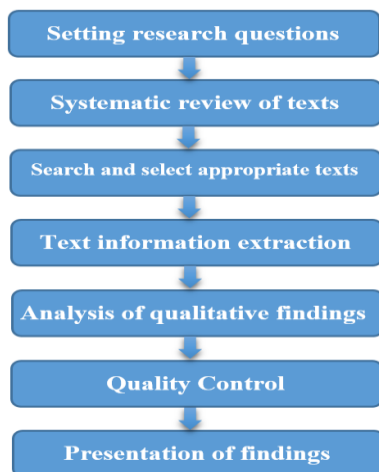 Setting research questions
Systematic review of texts
Search and select appropriate texts
Text information extraction
Analysis of qualitative findings
Quality Control
Presentation of findings